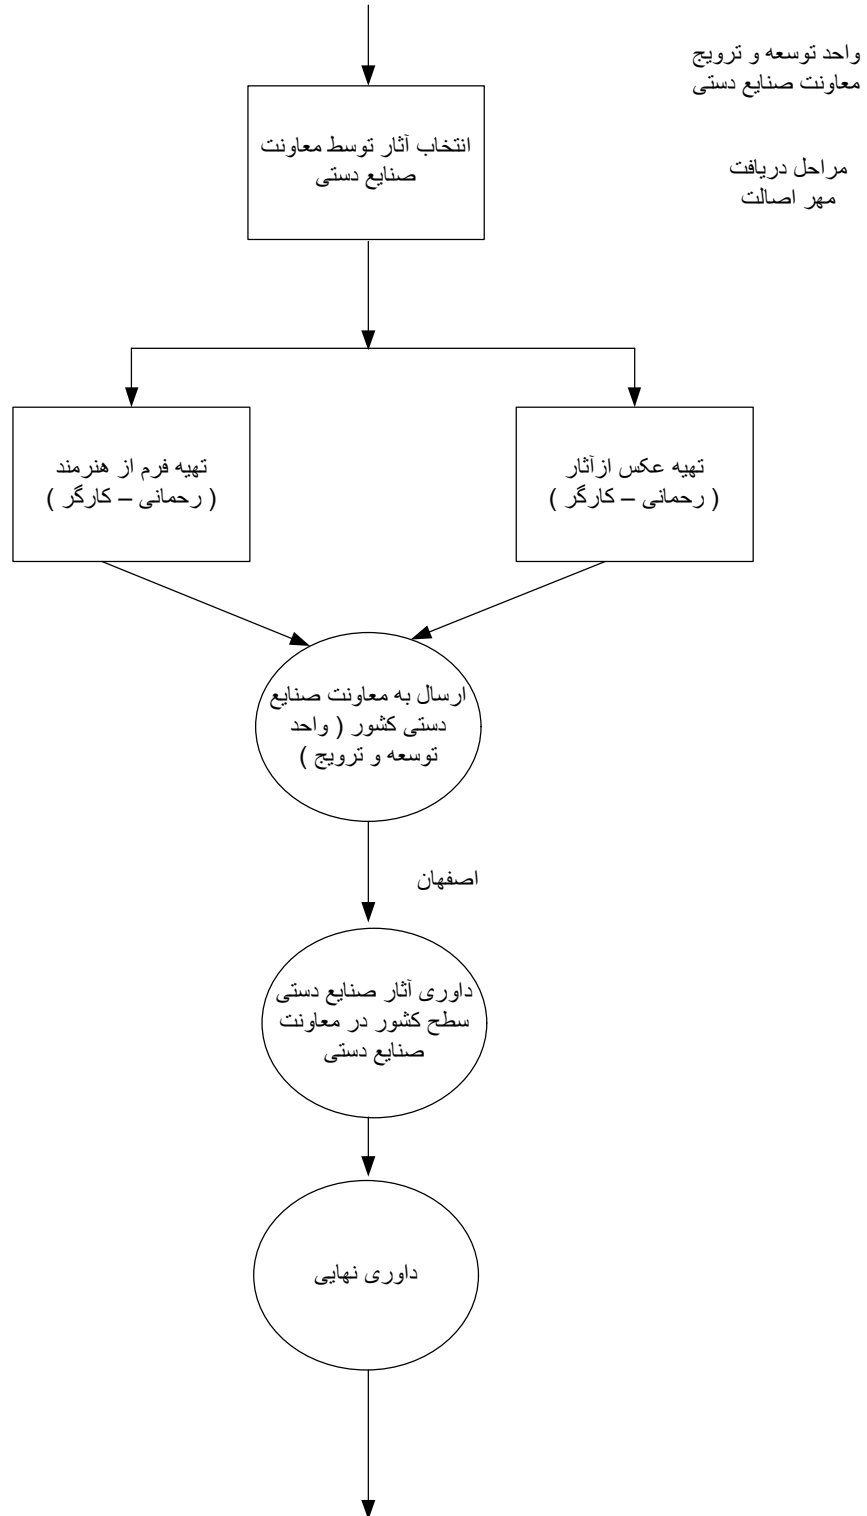 واحد توسعه و ترویج
معاونت صنایع دستی
مراحل دریافت
مهر اصالت
انتخاب آثار توسط معاونت
صنایع دستی
تهیه عکس ازآثار
( رحمانی – کارگر )
تهیه فرم از هنرمند
( رحمانی – کارگر )
ارسال به معاونت صنایع
دستی کشور ( واحد
توسعه و ترویج )
اصفهان
داوری آثار صنایع دستی
سطح کشور در معاونت
صنایع دستی
داوری نهایی